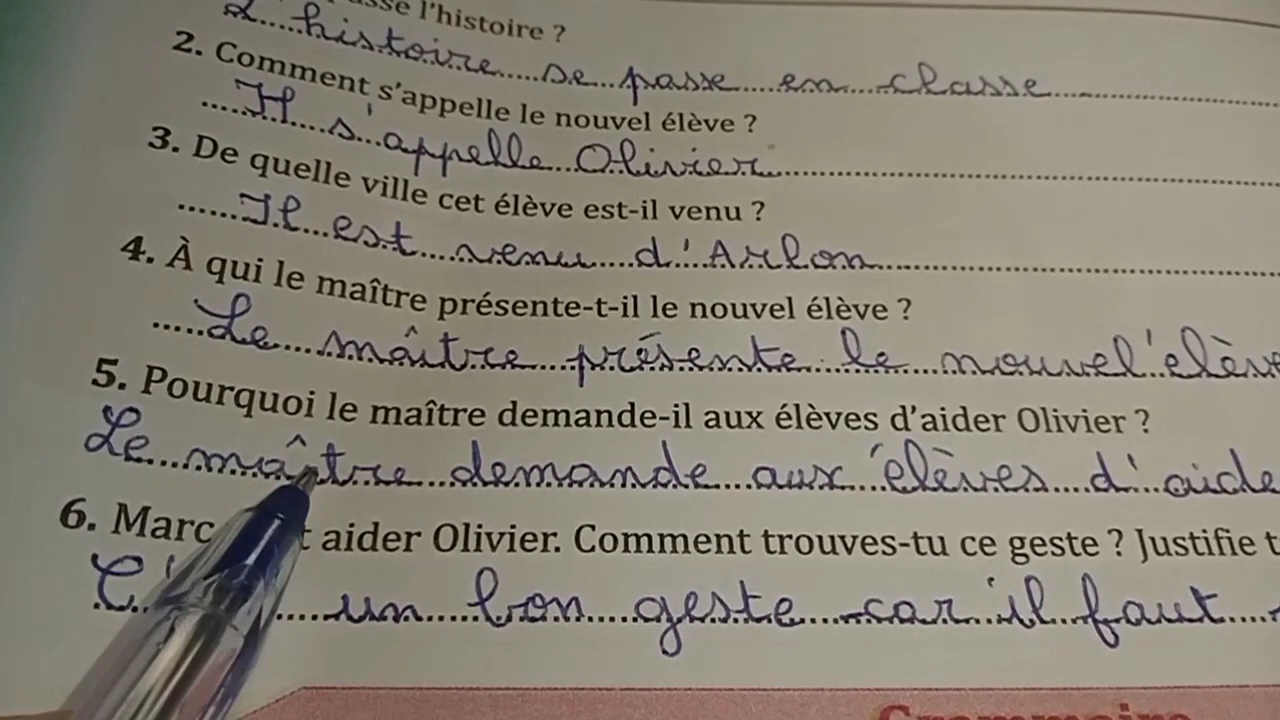 sse l'histoire ?
L'histoire se passe en classe
2. Comment s'appelle le nouvel élève ?
Il s'appelle Olivier
3. De quelle ville cet élève est-il venu ?
Il est venu d'Arlon
4. À qui le maître présente-t-il le nouvel élève ?
Le maître présente le nouvel élève
5. Pourquoi le maître demande-il aux élèves d'aider Olivier ?
Le maître demande aux élèves d'aide
6. Marc t aider Olivier. Comment trouves-tu ce geste ? Justifie t
C' un bon geste car il faut